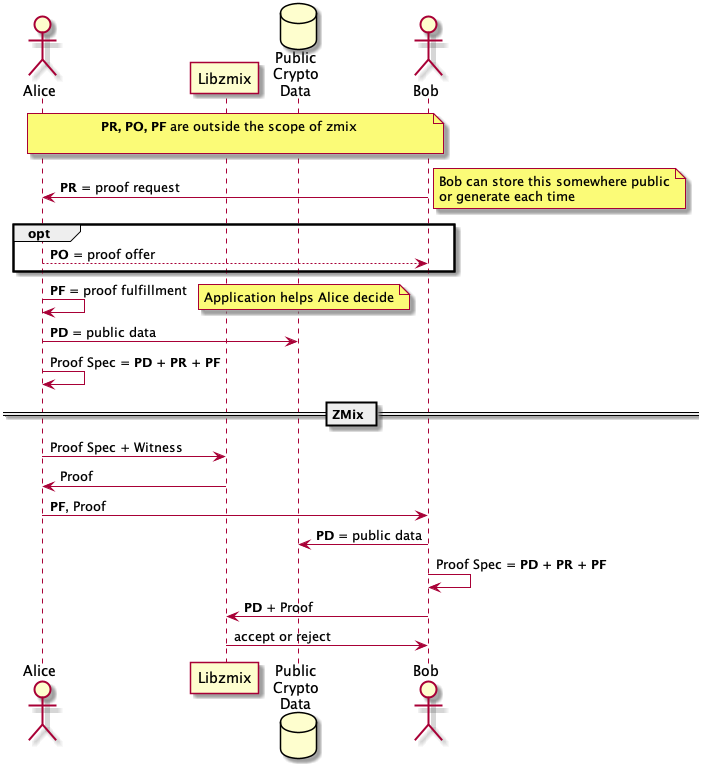 Alice
Libzmix
Public
Crypto
Data
Bob
PR, PO, PF are outside the scope of zmix
PR = proof request
Bob can store this somewhere public
or generate each time
opt
PO = proof offer
PF = proof fulfillment
Application helps Alice decide
PD = public data
Proof Spec = PD + PR + PF
ZMix
Proof Spec + Witness
Proof
PF, Proof
PD = public data
Proof Spec = PD + PR + PF
PD + Proof
accept or reject
Alice
Libzmix
Public
Crypto
Data
Bob